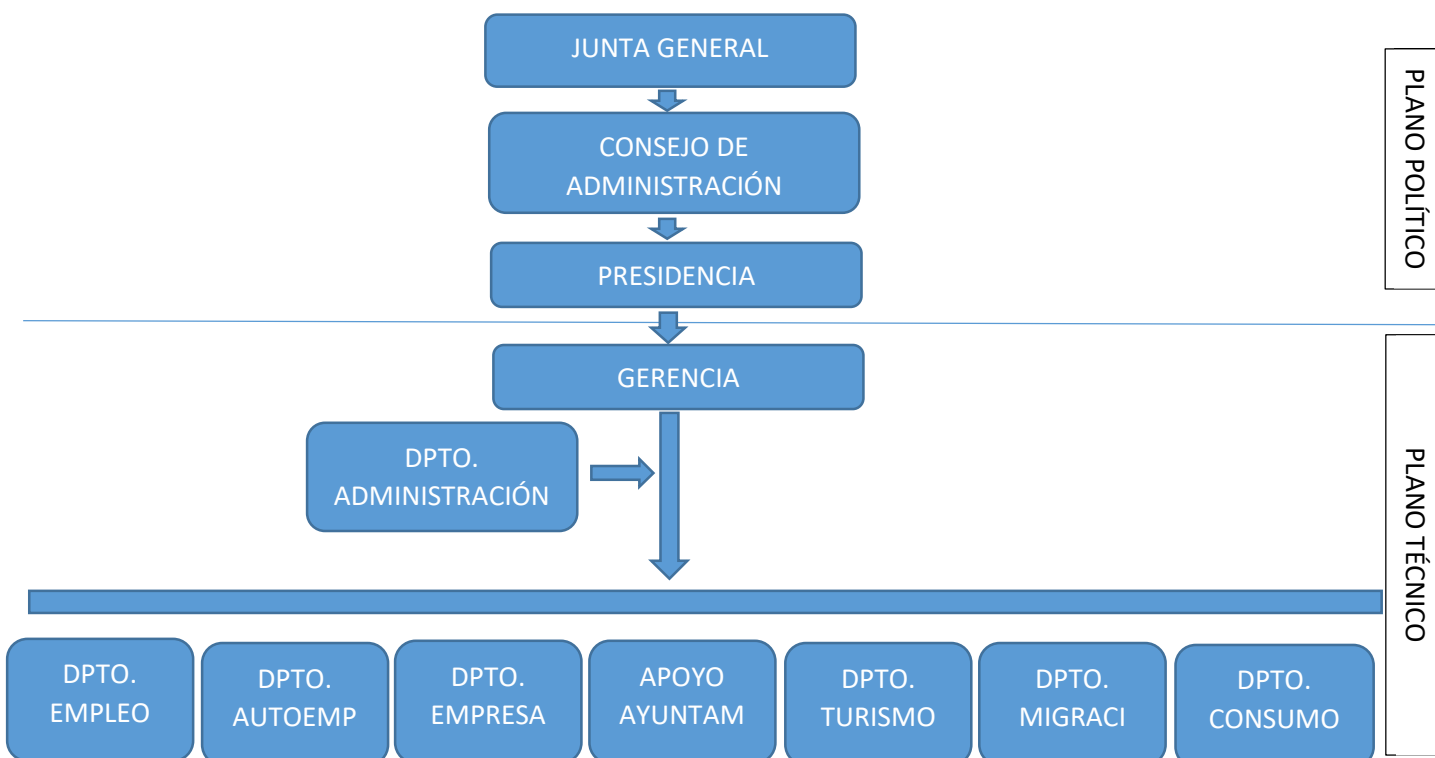 JUNTA GENERAL
CONSEJO DE
ADMINISTRACIÓN
PRESIDENCIA
PLANO POLÍTICO
GERENCIA
DPTO.
ADMINISTRACIÓN
PLANO TÉCNICO
DPTO.
EMPLEO
DPTO.
AUTOEMP
DPTO.
EMPRESA
APOYO
AYUNTAM
DPTO.
TURISMO
DPTO.
MIGRACI
DPTO.
CONSUMO